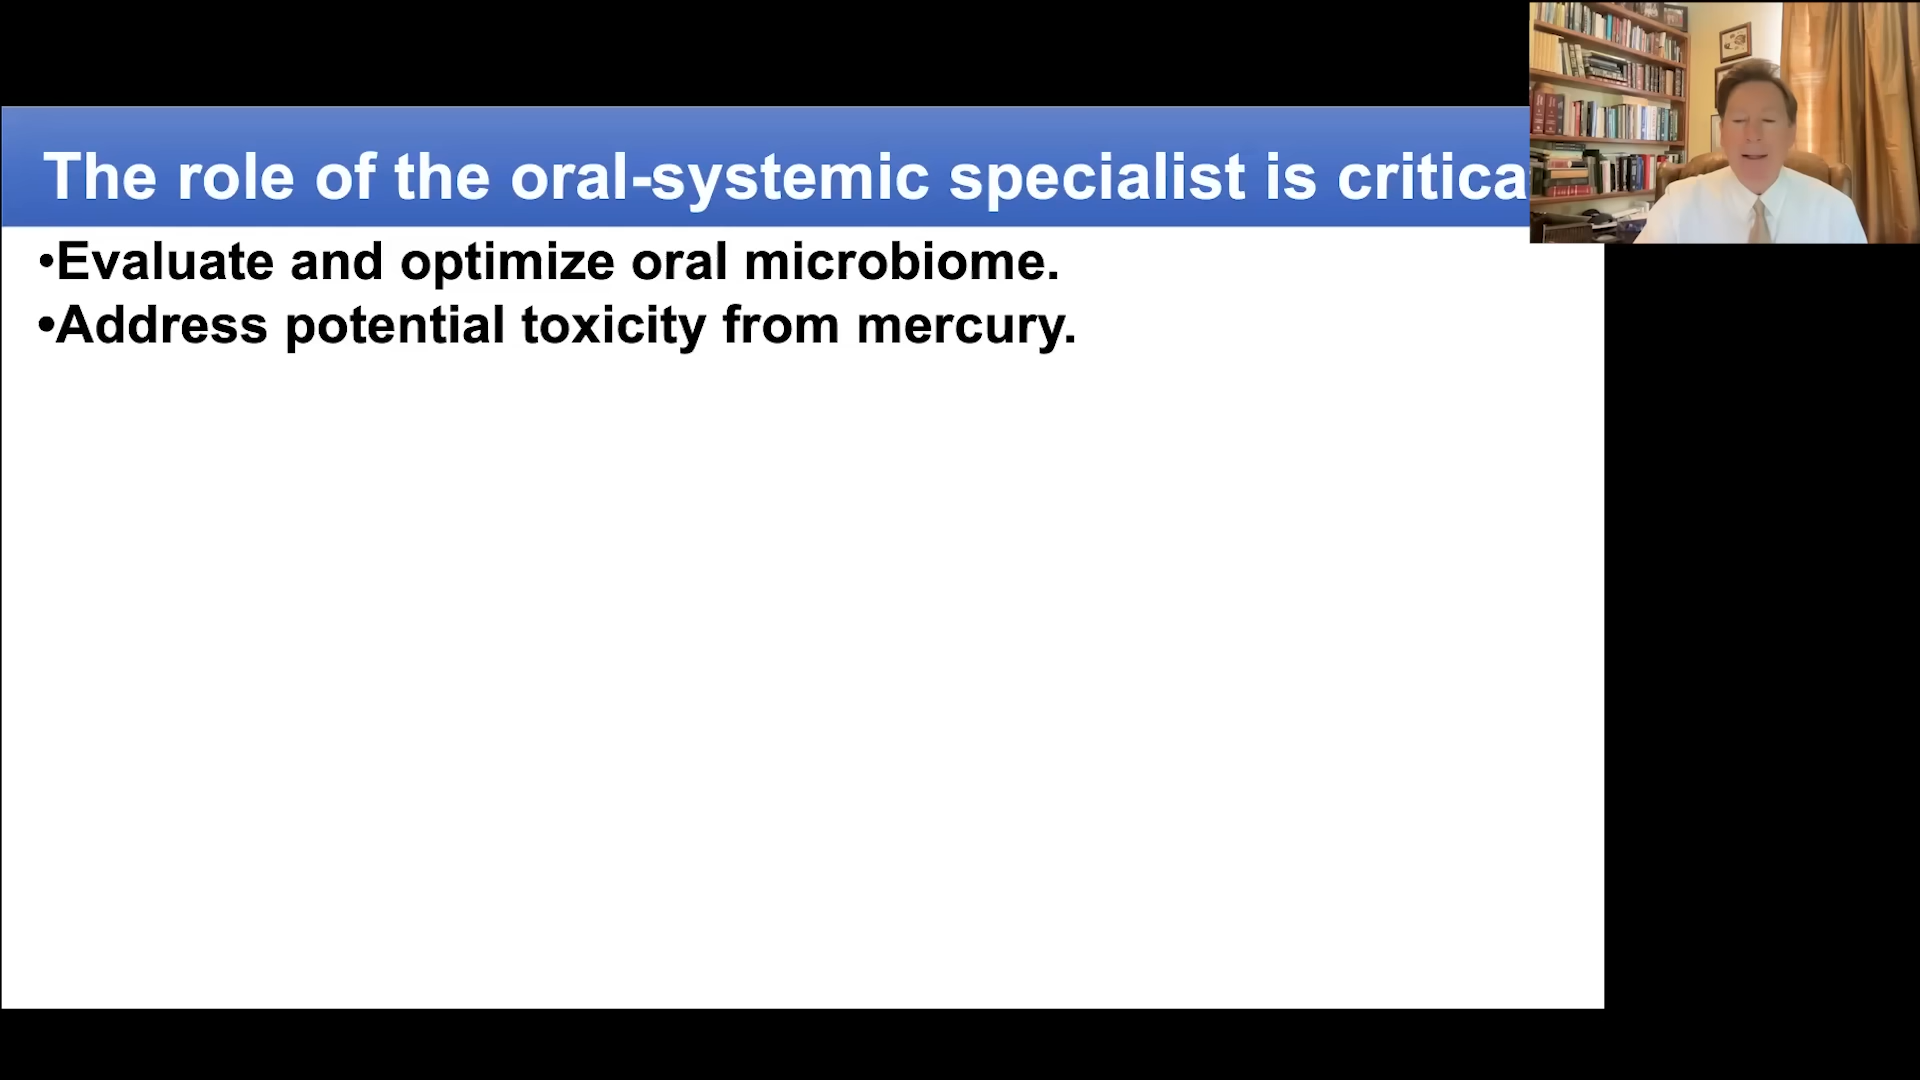 The role of the oral-systemic specialist is critica
•Evaluate and optimize oral microbiome.
•Address potential toxicity from mercury.